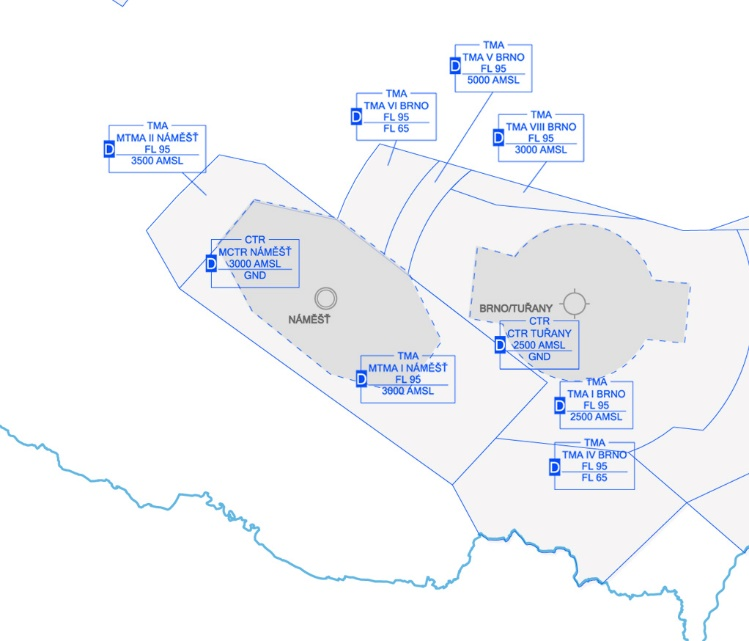 TMA
TMA V BRNO
D
FL 95
5000 AMSL
TMA
TMA VI BRNO
D
FL 95
FL 65
TMA
TMA VIII BRNO
D
FL 95
3000 AMSL
TMA
MTMA II NÁMĚŠŤ
D
FL 95
3500 AMSL
CTR
MCTR NÁMĚŠŤ
D
3000 AMSL
GND
NÁMĚŠŤ
BRNO/TUŘANY
CTR
CTR TUŘANY
D
2500 AMSL
GND
TMA
MTMA I NÁMĚŠŤ
D
FL 95
3000 AMSL
TMA
TMA I BRNO
D
FL 95
2500 AMSL
TMA
TMA IV BRNO
D
FL 95
FL 65